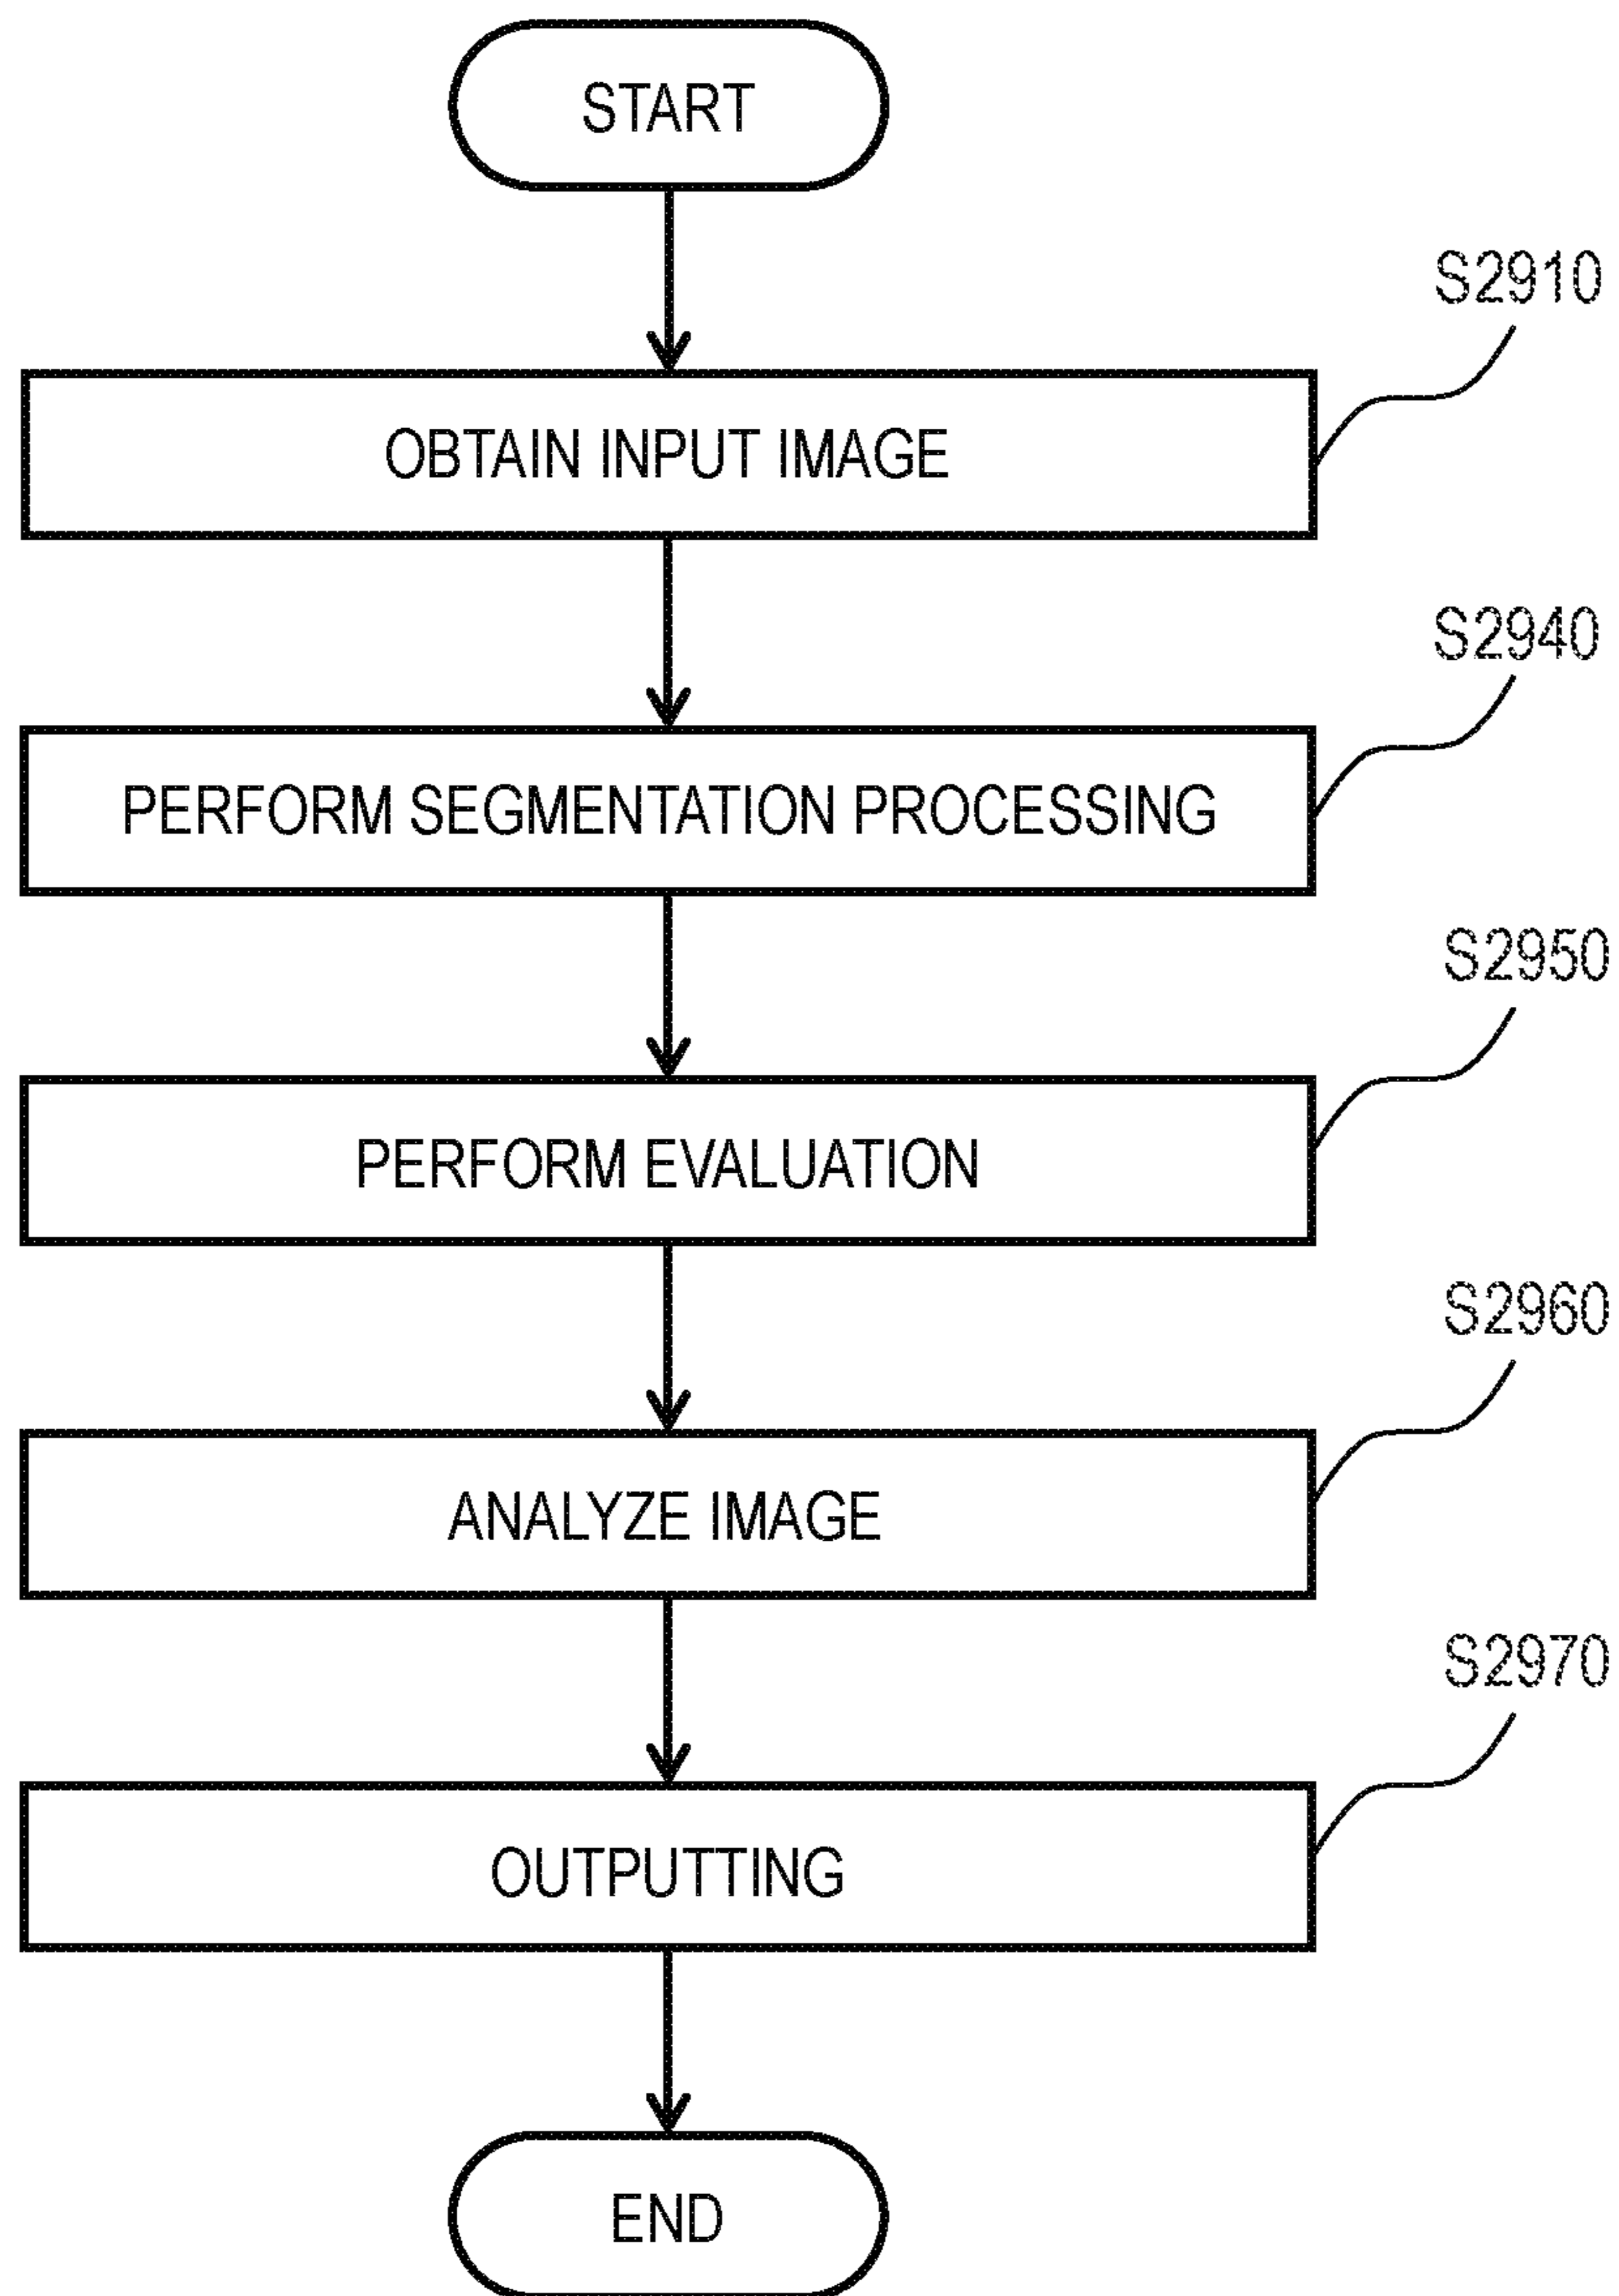 START
S2910
OBTAIN INPUT IMAGE
S2940
PERFORM SEGMENTATION PROCESSING
S2950
PERFORM EVALUATION
S2960
ANALYZE IMAGE
S2970
OUTPUTTING
END